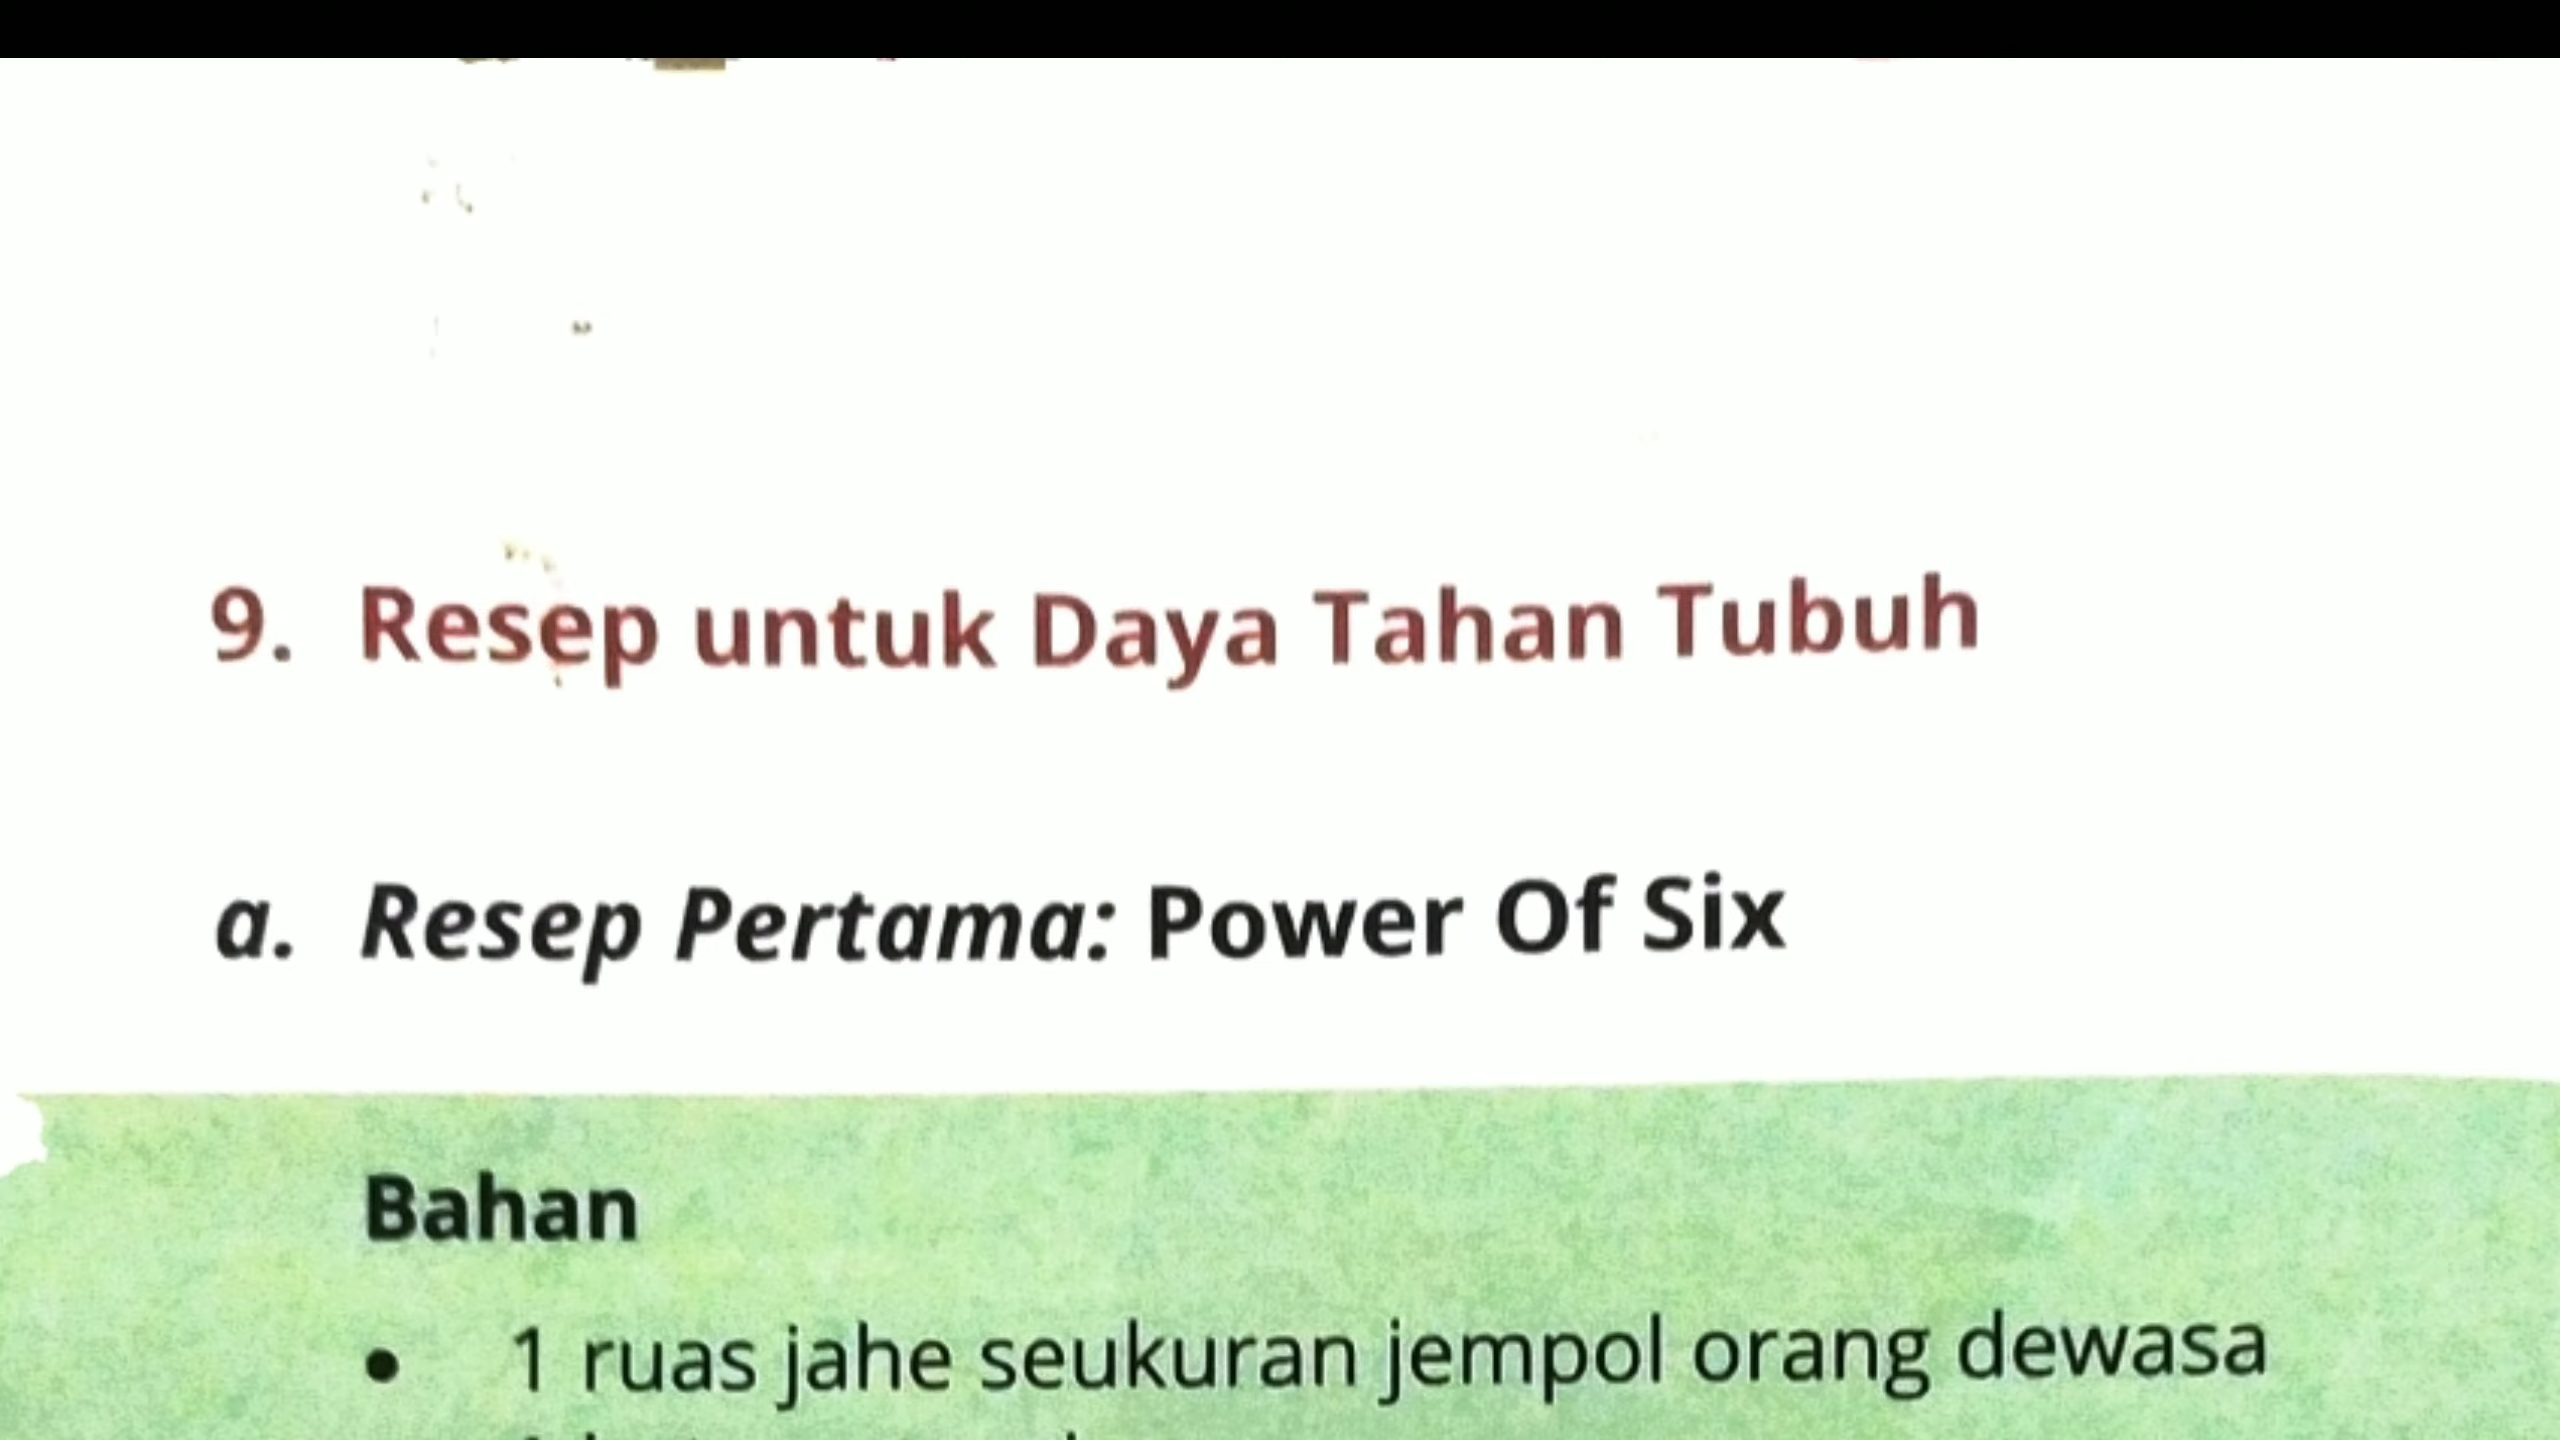 9. Resep untuk Daya Tahan Tubuh
a. Resep Pertama: Power Of Six
Bahan
• 1 ruas jahe seukuran jempol orang dewasa